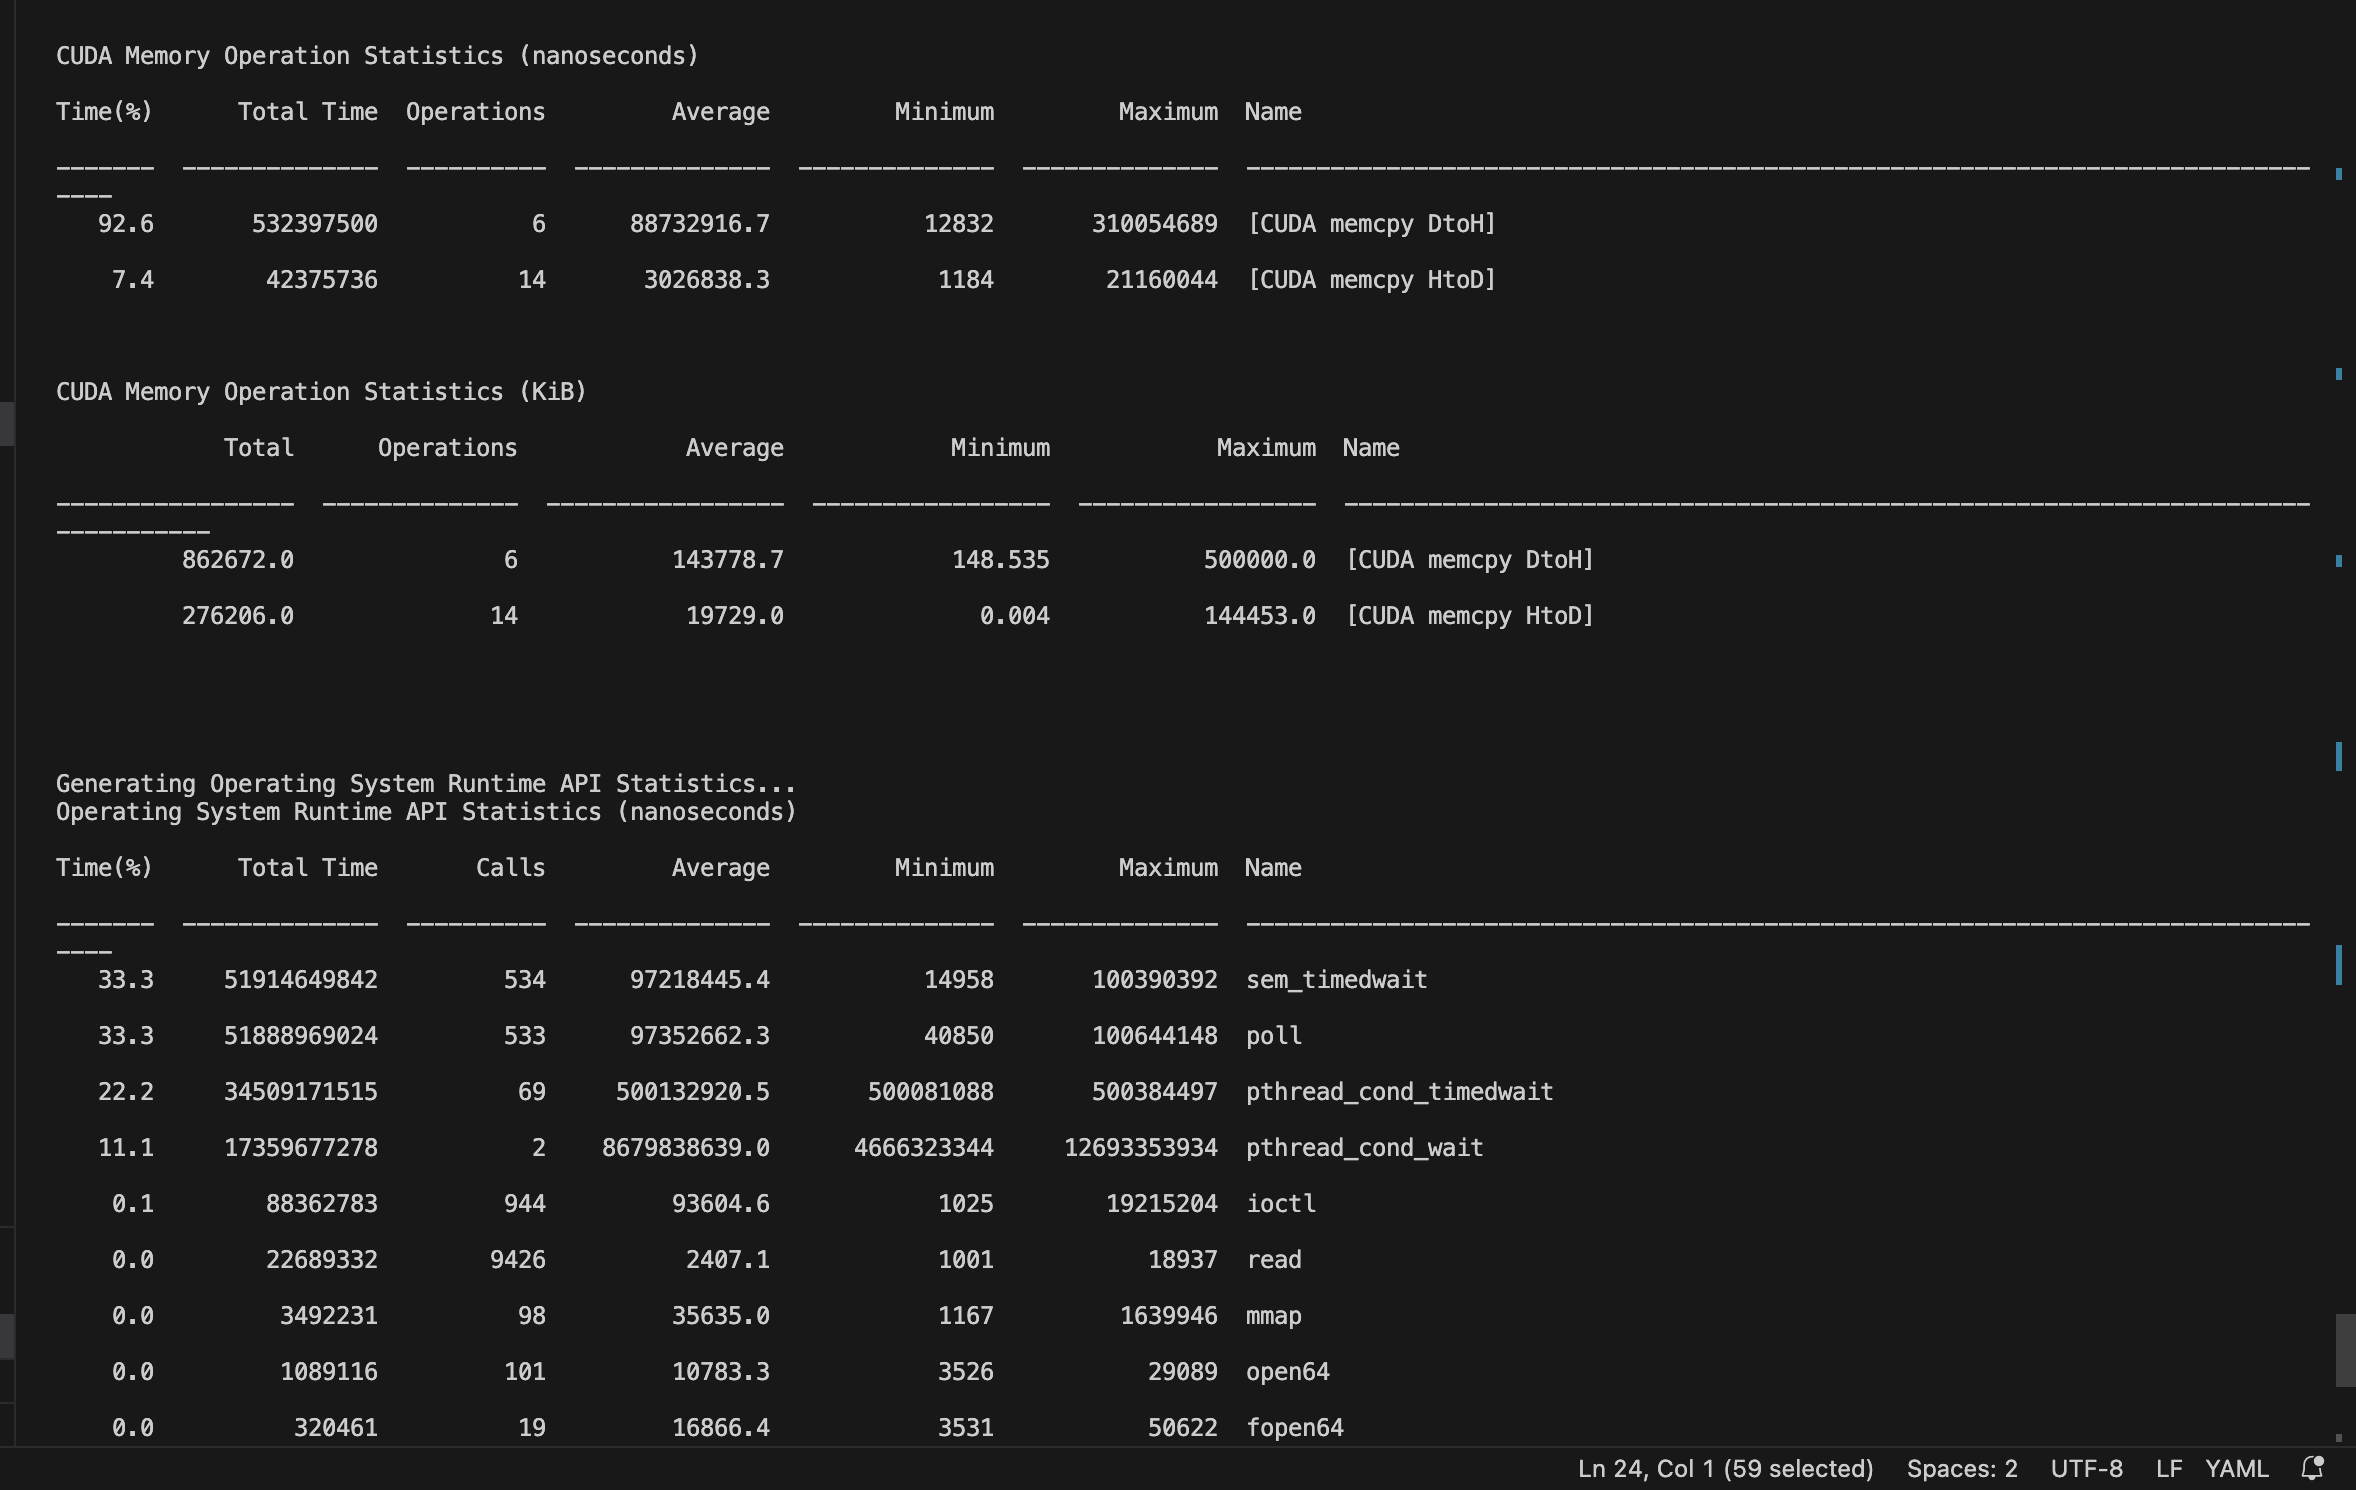 CUDA Memory Operation Statistics (nanoseconds)
Time(%)      Total Time  Operations         Average         Minimum         Maximum  Name
-------  --------------  ----------  --------------  --------------  --------------  ----------------------------------------------------------------------------
----
   92.6       532397500           6      88732916.7           12832       310054689  [CUDA memcpy DtoH]
    7.4        42375736          14       3026838.3            1184        21160044  [CUDA memcpy HtoD]
CUDA Memory Operation Statistics (KiB)
            Total      Operations            Average            Minimum            Maximum  Name
-----------------  --------------  -----------------  -----------------  -----------------  ---------------------------------------------------------------------
-----------
         862672.0               6           143778.7            148.535           500000.0  [CUDA memcpy DtoH]
         276206.0              14            19729.0              0.004           144453.0  [CUDA memcpy HtoD]
Generating Operating System Runtime API Statistics...
Operating System Runtime API Statistics (nanoseconds)
Time(%)      Total Time       Calls         Average         Minimum         Maximum  Name
-------  --------------  ----------  --------------  --------------  --------------  ----------------------------------------------------------------------------
----
   33.3     51914649842         534      97218445.4           14958       100390392  sem_timedwait
   33.3     51888969024         533      97352662.3           40850       100644148  poll
   22.2     34509171515          69     500132920.5       500081088       500384497  pthread_cond_timedwait
   11.1     17359677278           2    8679838639.0      4666323344     12693353934  pthread_cond_wait
    0.1        88362783         944         93604.6            1025        19215204  ioctl
    0.0        22689332        9426          2407.1            1001           18937  read
    0.0         3492231          98         35635.0            1167         1639946  mmap
    0.0         1089116         101         10783.3            3526           29089  open64
    0.0          320461          19         16866.4            3531           50622  fopen64
Ln 24, Col 1 (59 selected)  Spaces: 2  UTF-8  LF  YAML